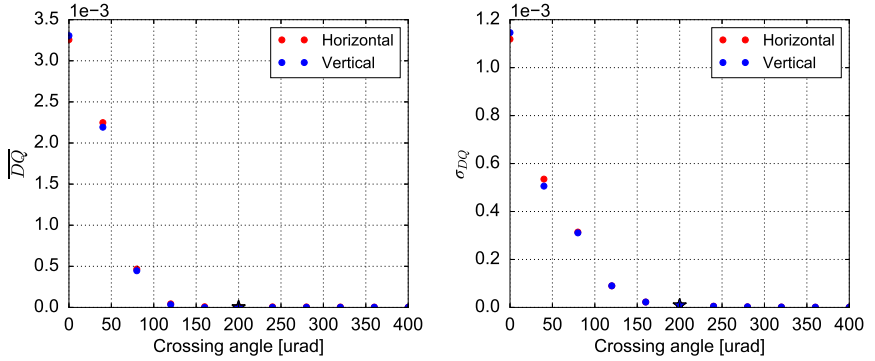 1e−3
3.5
3.0
2.5
2.0
1.5
1.0
0.5
0.0
DQ
Horizontal
Vertical
0 50 100 150 200 250 300 350 400
Crossing angle [urad]
1e−3
1.2
1.0
0.8
0.6
0.4
0.2
0.0
σDQ
Horizontal
Vertical
0 50 100 150 200 250 300 350 400
Crossing angle [urad]